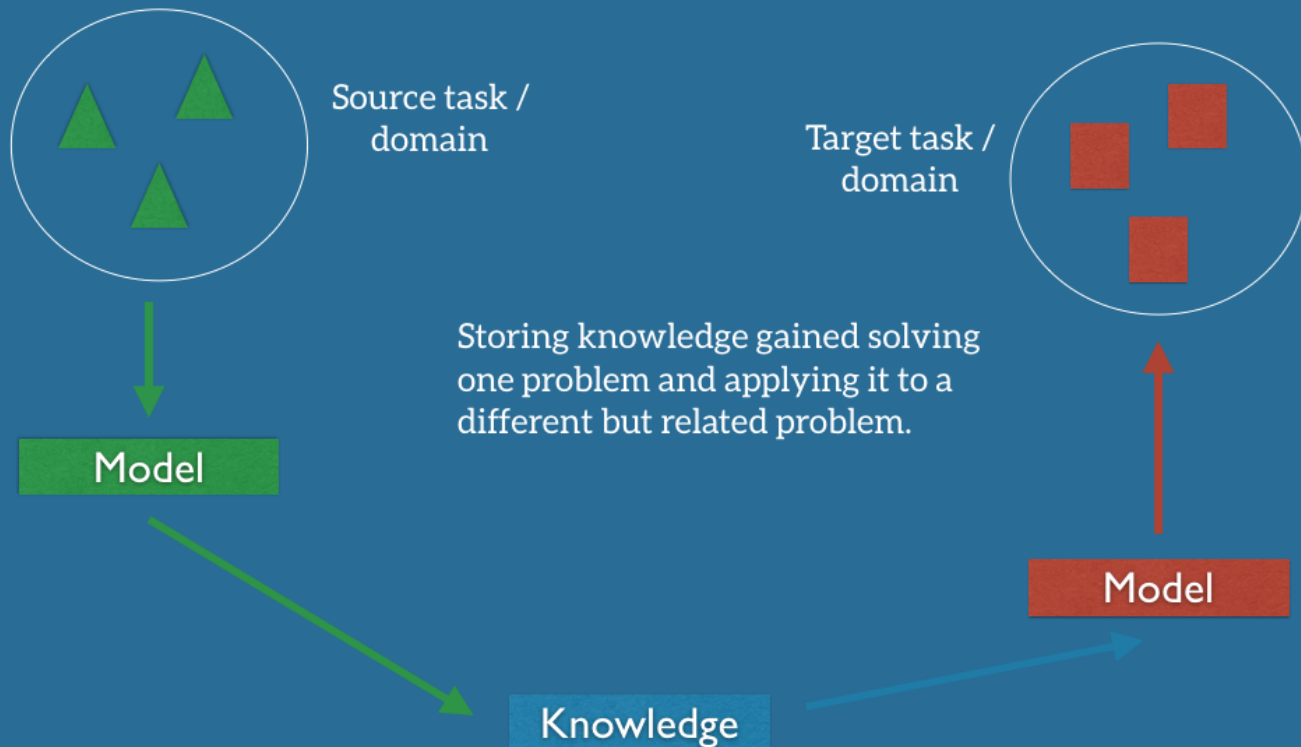 Source task /
domain
Target task /
domain
Storing knowledge gained solving
one problem and applying it to a
different but related problem.
Model
Model
Knowledge